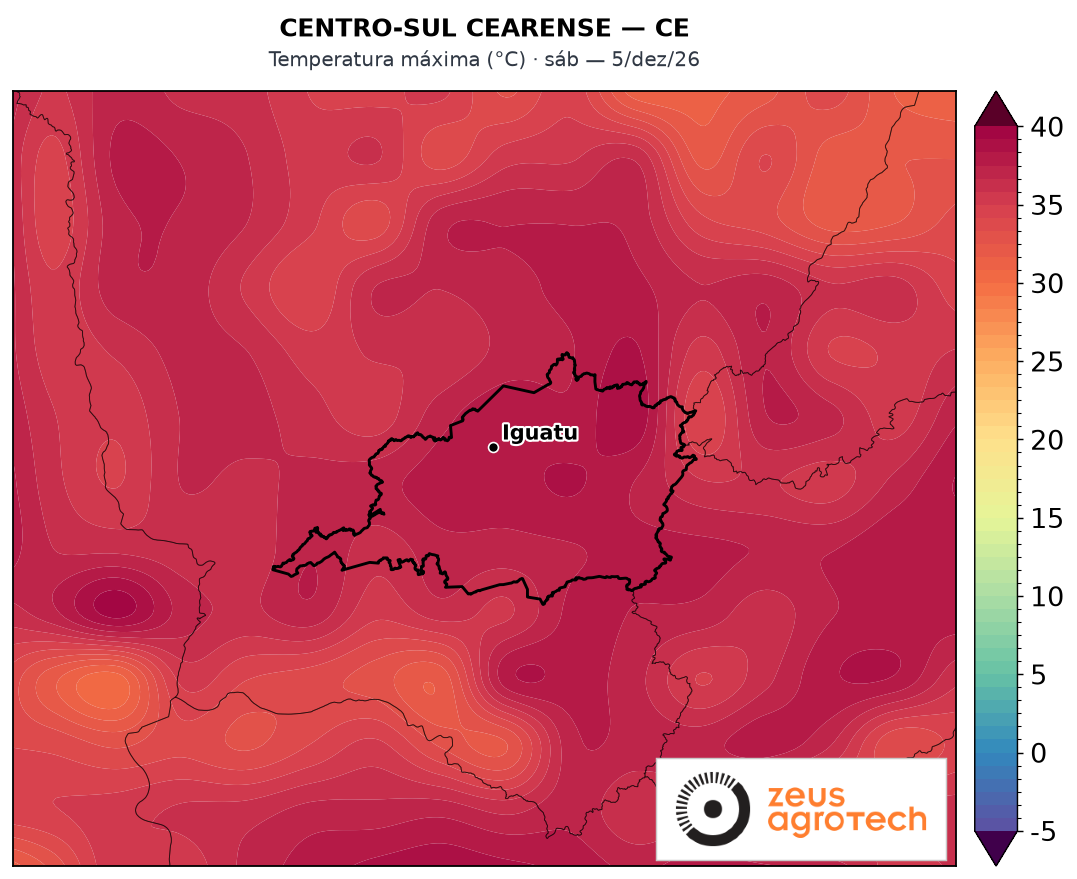 CENTRO-SUL CEARENSE — CE
Temperatura máxima (°C) · sáb — 5/dez/26
40
35
30
25
20
15
10
5
0
-5
Iguatu
zeus
agrotech